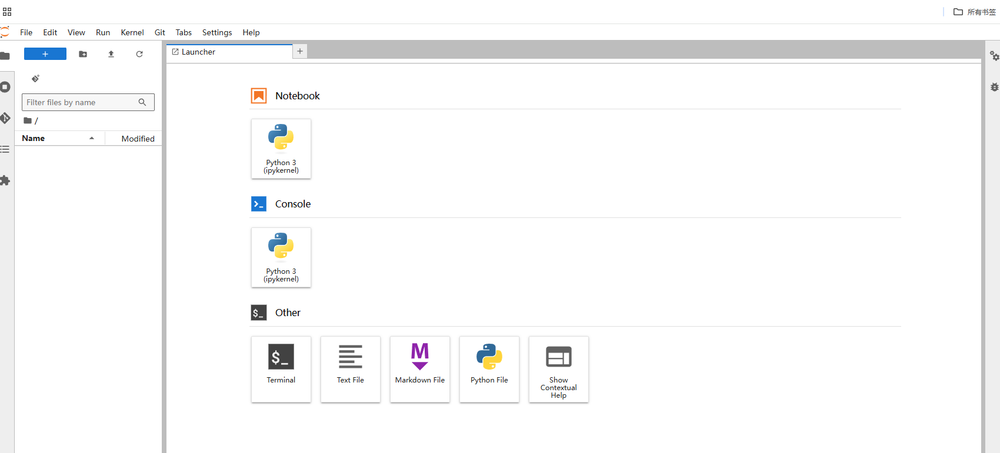 所有书签
File Edit View Run Kernel Git Tabs Settings Help
+
Launcher
+
Filter files by name
/
Name Modified
Notebook
Python 3
(ipykernel)
>_ Console
Python 3
(ipykernel)
$_ Other
$_
Terminal
Text File
M
Markdown File
Python File
Show
Contextual
Help